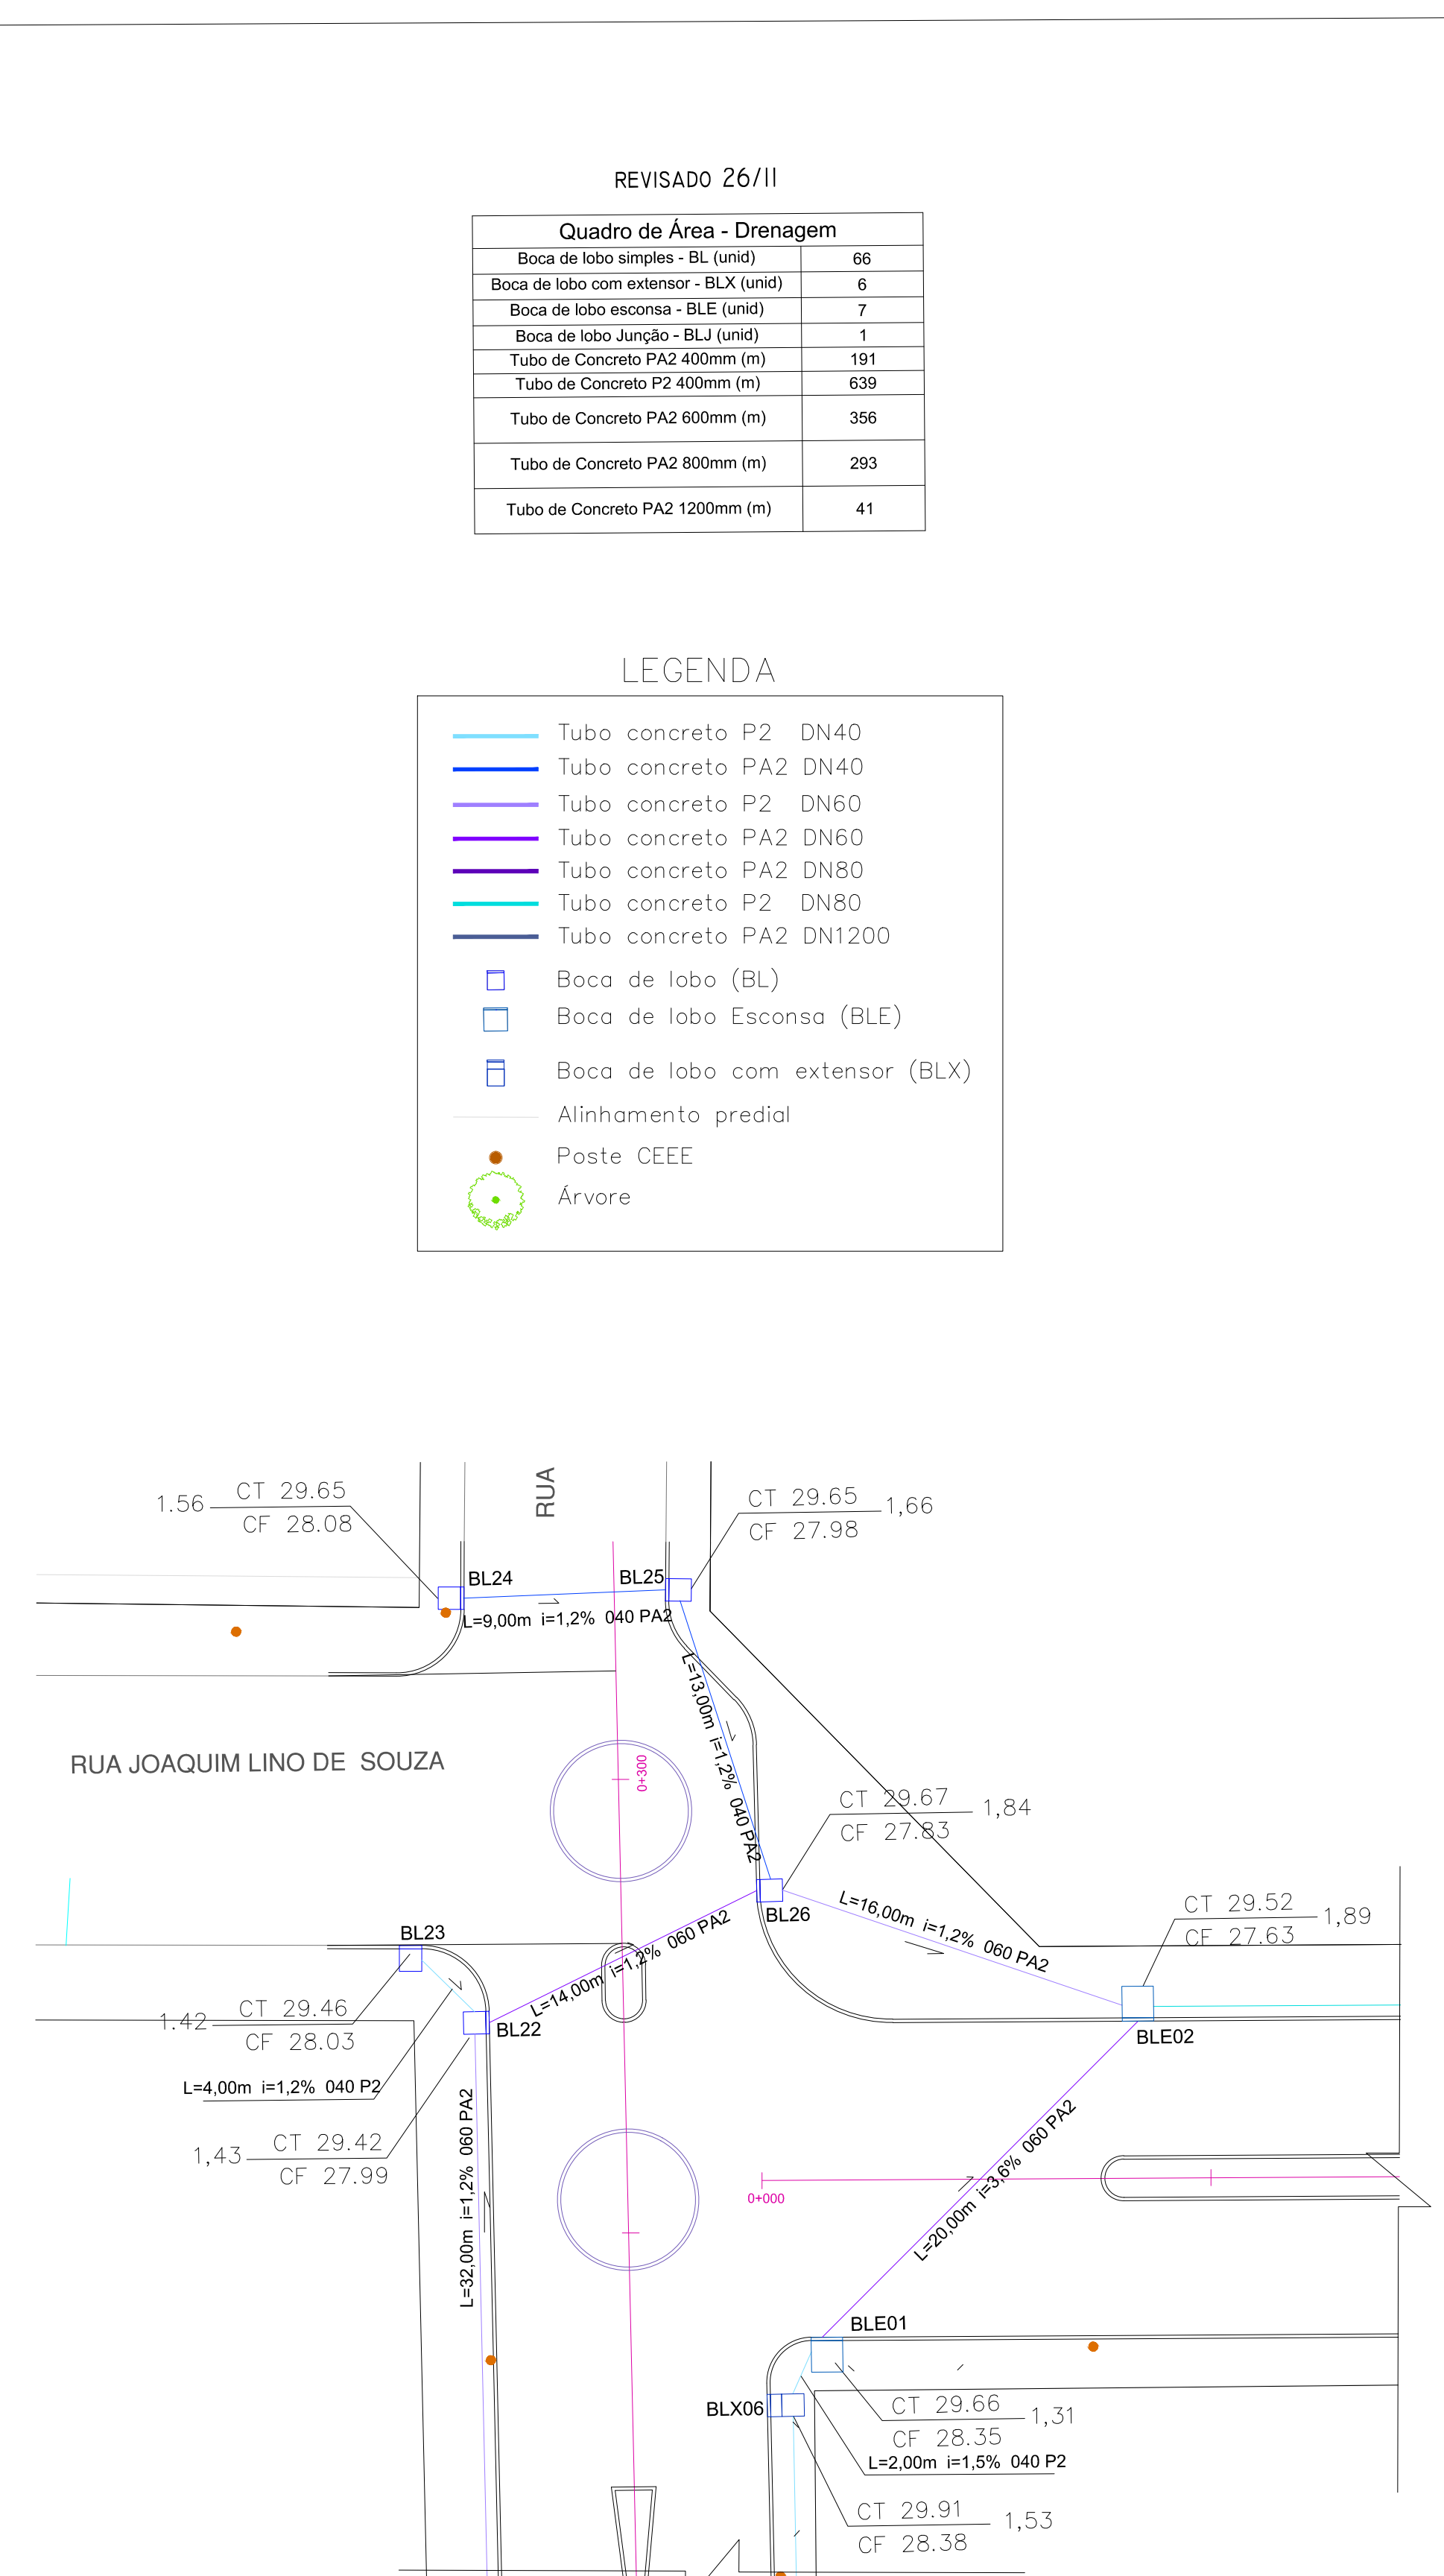 REVISADO 26/11
Quadro de Área - Drenagem
Boca de lobo simples - BL (unid) 66
Boca de lobo com extensor - BLX (unid) 6
Boca de lobo esconsa - BLE (unid) 7
Boca de lobo Junção - BLJ (unid) 1
Tubo de Concreto PA2 400mm (m) 191
Tubo de Concreto P2 400mm (m) 639
Tubo de Concreto PA2 600mm (m) 356
Tubo de Concreto PA2 800mm (m) 293
Tubo de Concreto PA2 1200mm (m) 41
LEGENDA
Tubo concreto P2 DN40
Tubo concreto PA2 DN40
Tubo concreto P2 DN60
Tubo concreto PA2 DN60
Tubo concreto PA2 DN80
Tubo concreto P2 DN80
Tubo concreto PA2 DN1200
Boca de lobo (BL)
Boca de lobo Esconsa (BLE)
Boca de lobo com extensor (BLX)
Alinhamento predial
Poste CEEE
Árvore
RUA
1.56
CT 29.65
CF 28.08
CT 29.65
CF 27.98
1,66
BL24
BL25
L=9,00m i=1,2% 040 PA2
L=13,00m i=1,2% 040 PA2
RUA JOAQUIM LINO DE SOUZA
0+300
CT 29.67
CF 27.83
1,84
BL26
L=16,00m i=1,2% 060 PA2
CT 29.52
CF 27.63
1,89
BL23
L=14,00m i=1,2% 060 PA2
1.42
CT 29.46
CF 28.03
BL22
BLE02
L=4,00m i=1,2% 040 P2
1,43
CT 29.42
CF 27.99
L=32,00m i=1,2% 060 PA2
0+000
L=20,00m i=3,6% 060 PA2
BLE01
BLX06
CT 29.66
CF 28.35
1,31
L=2,00m i=1,5% 040 P2
CT 29.91
CF 28.38
1,53